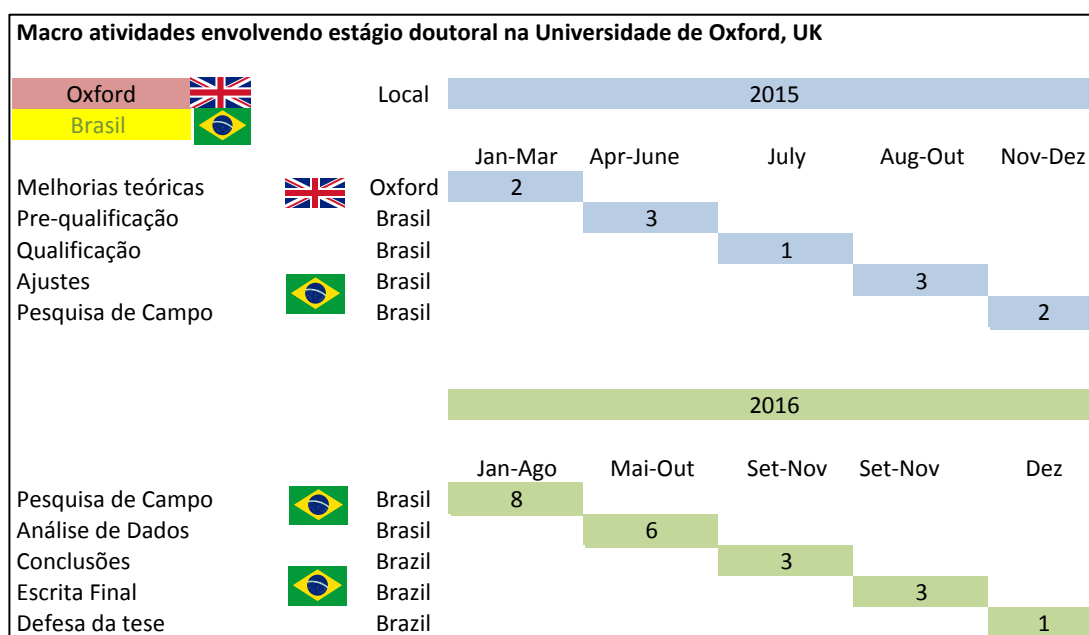 Macro atividades envolvendo estágio doutoral na Universidade de Oxford, UK
Oxford Local 2015
Brasil
Jan-Mar Apr-June July Aug-Out Nov-Dez
Melhorias teóricas Oxford 2
Pre-qualificação Brasil 3
Qualificação Brasil 1
Ajustes Brasil 3
Pesquisa de Campo Brasil 2
2016
Jan-Ago Mai-Out Set-Nov Set-Nov Dez
Pesquisa de Campo Brasil 8
Análise de Dados Brasil 6
Conclusões Brazil 3
Escrita Final Brazil 3
Defesa da tese Brazil 1